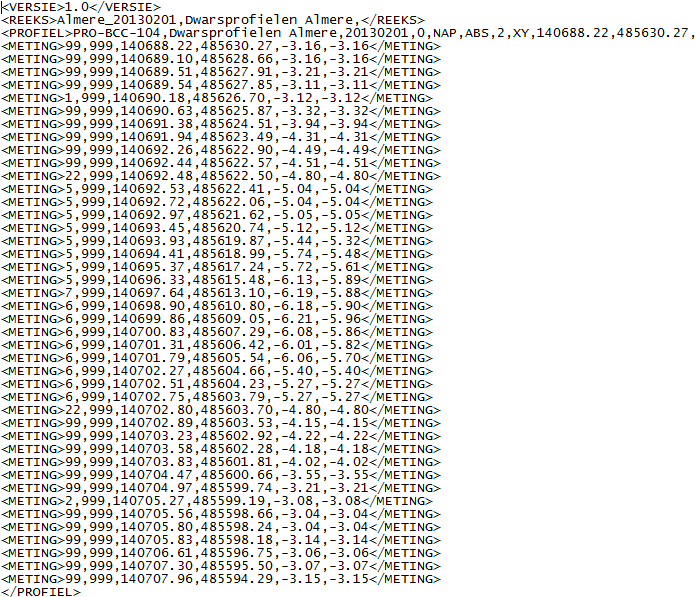 <VERSIE>1.0</VERSIE>
<REEKS>Almere_20130201,Dwarsprofielen Almere,</REEKS>
<PROFIEL>PRO-BCC-104,Dwarsprofielen Almere,20130201,0,NAP,ABS,2,XY,140688.22,485630.27,
<METING>99,999,140688.22,485630.27,-3.16,-3.16</METING>
<METING>99,999,140689.10,485628.66,-3.16,-3.16</METING>
<METING>99,999,140689.51,485627.91,-3.21,-3.21</METING>
<METING>99,999,140689.54,485627.85,-3.11,-3.11</METING>
<METING>1,999,140690.18,485626.70,-3.12,-3.12</METING>
<METING>99,999,140690.63,485625.87,-3.32,-3.32</METING>
<METING>99,999,140691.38,485624.51,-3.94,-3.94</METING>
<METING>99,999,140691.94,485623.49,-4.31,-4.31</METING>
<METING>99,999,140692.26,485622.90,-4.49,-4.49</METING>
<METING>99,999,140692.44,485622.57,-4.51,-4.51</METING>
<METING>22,999,140692.48,485622.50,-4.80,-4.80</METING>
<METING>5,999,140692.53,485622.41,-5.04,-5.04</METING>
<METING>5,999,140692.72,485622.06,-5.04,-5.04</METING>
<METING>5,999,140692.97,485621.62,-5.05,-5.05</METING>
<METING>5,999,140693.45,485620.74,-5.12,-5.12</METING>
<METING>5,999,140693.93,485619.87,-5.44,-5.32</METING>
<METING>5,999,140694.41,485618.99,-5.74,-5.48</METING>
<METING>5,999,140695.37,485617.24,-5.72,-5.61</METING>
<METING>5,999,140696.33,485615.48,-6.13,-5.89</METING>
<METING>7,999,140697.64,485613.10,-6.19,-5.88</METING>
<METING>6,999,140698.90,485610.80,-6.18,-5.90</METING>
<METING>6,999,140699.86,485609.05,-6.21,-5.96</METING>
<METING>6,999,140700.83,485607.29,-6.08,-5.86</METING>
<METING>6,999,140701.31,485606.42,-6.01,-5.82</METING>
<METING>6,999,140701.79,485605.54,-6.06,-5.70</METING>
<METING>6,999,140702.27,485604.66,-5.40,-5.40</METING>
<METING>6,999,140702.51,485604.23,-5.27,-5.27</METING>
<METING>6,999,140702.75,485603.79,-5.27,-5.27</METING>
<METING>22,999,140702.80,485603.70,-4.80,-4.80</METING>
<METING>99,999,140702.89,485603.53,-4.15,-4.15</METING>
<METING>99,999,140703.23,485602.92,-4.22,-4.22</METING>
<METING>99,999,140703.58,485602.28,-4.18,-4.18</METING>
<METING>99,999,140703.83,485601.81,-4.02,-4.02</METING>
<METING>99,999,140704.47,485600.66,-3.55,-3.55</METING>
<METING>99,999,140704.97,485599.74,-3.21,-3.21</METING>
<METING>2,999,140705.27,485599.19,-3.08,-3.08</METING>
<METING>99,999,140705.56,485598.66,-3.04,-3.04</METING>
<METING>99,999,140705.80,485598.24,-3.04,-3.04</METING>
<METING>99,999,140705.83,485598.18,-3.14,-3.14</METING>
<METING>99,999,140706.61,485596.75,-3.06,-3.06</METING>
<METING>99,999,140707.30,485595.50,-3.07,-3.07</METING>
<METING>99,999,140707.96,485594.29,-3.15,-3.15</METING>
</PROFIEL>